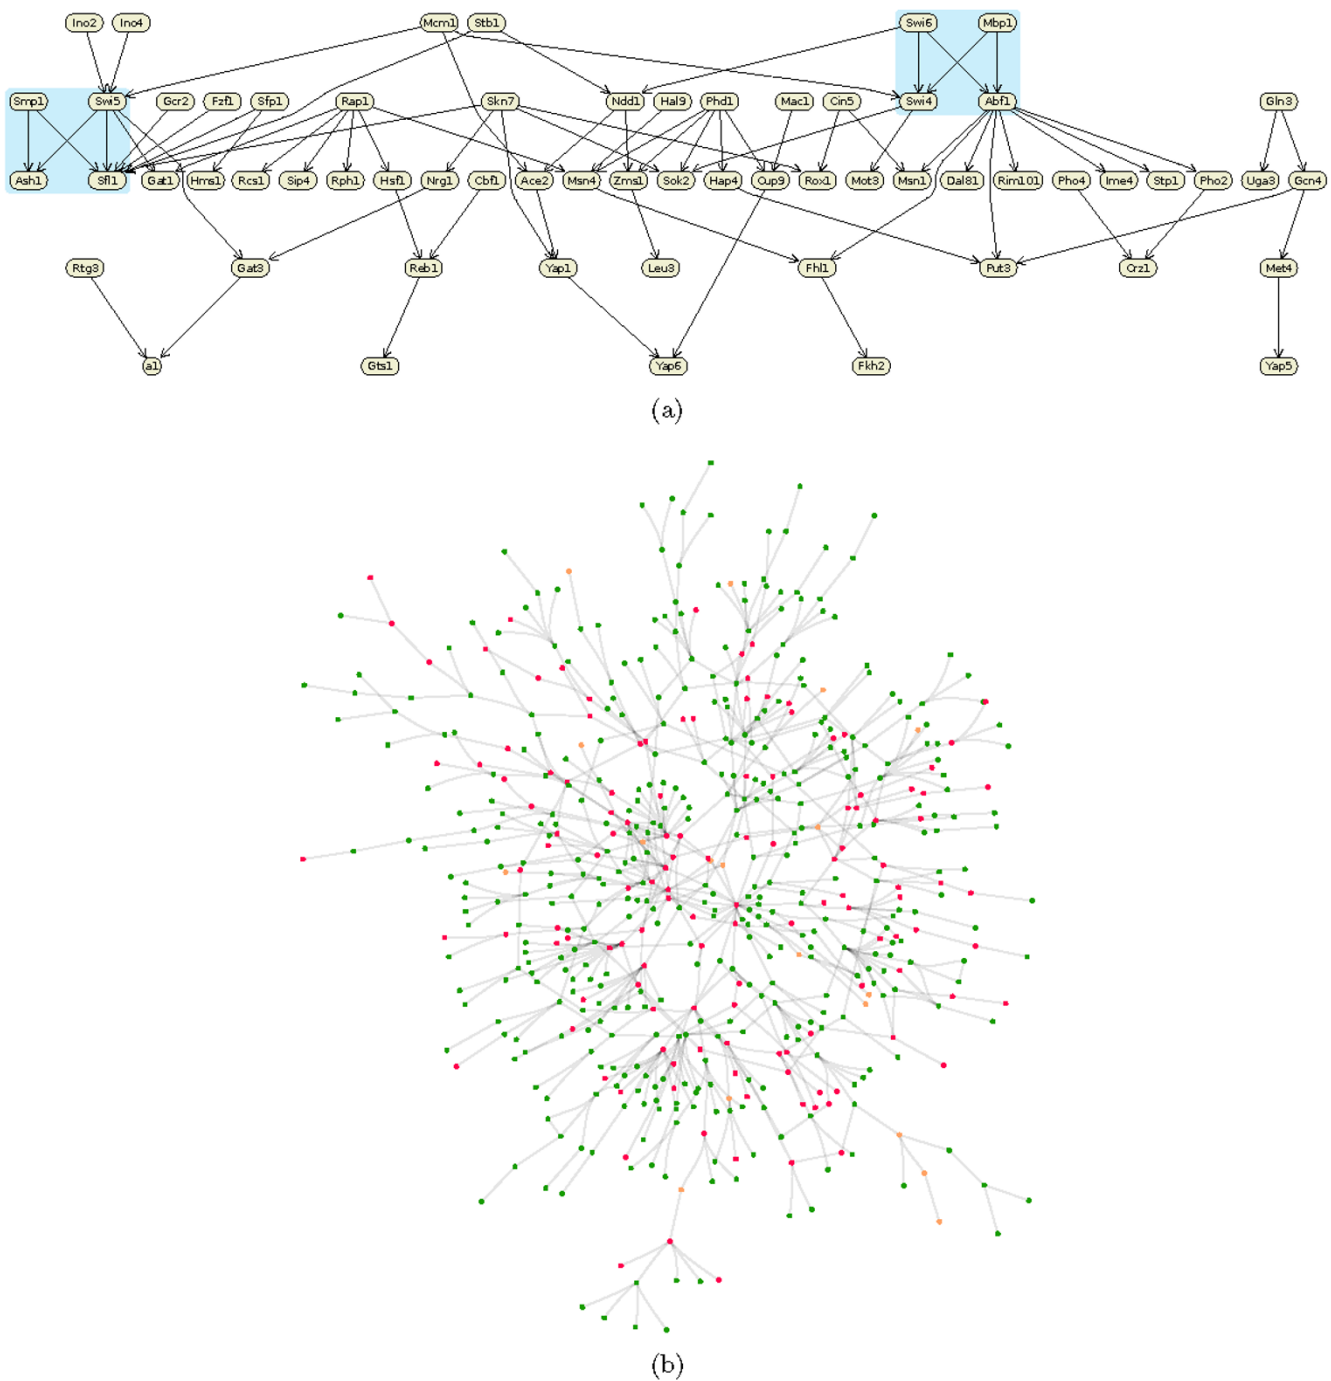 Ino2 Ino4 Mcm1 Stb1 Swi6 Mbp1
Smp1 Swi5 Gcr2 Fzf1 Sfp1 Rap1 Skn7 Ndd1 Hal9 Phd1 Mac1 Cin5 Swi4 Abf1 Gln3
Ash1 Sfl1 Gat1 Hms1 Rcs1 Sip4 Rph1 Hsf1 Nrg1 Cbf1 Ace2 Msn4 Zms1 Sok2 Hap4 Cup9 Rox1 Mot3 Msn1 Dal81 Rim101 Pho4 Ime4 Stp1 Pho2 Uga3 Gcn4
Rtg3 Gat3 Reb1 Yap1 Leu3 Fhl1 Put3 Crz1 Met4
a1 Gts1 Yap6 Fkh2 Yap5
(a)
(b)